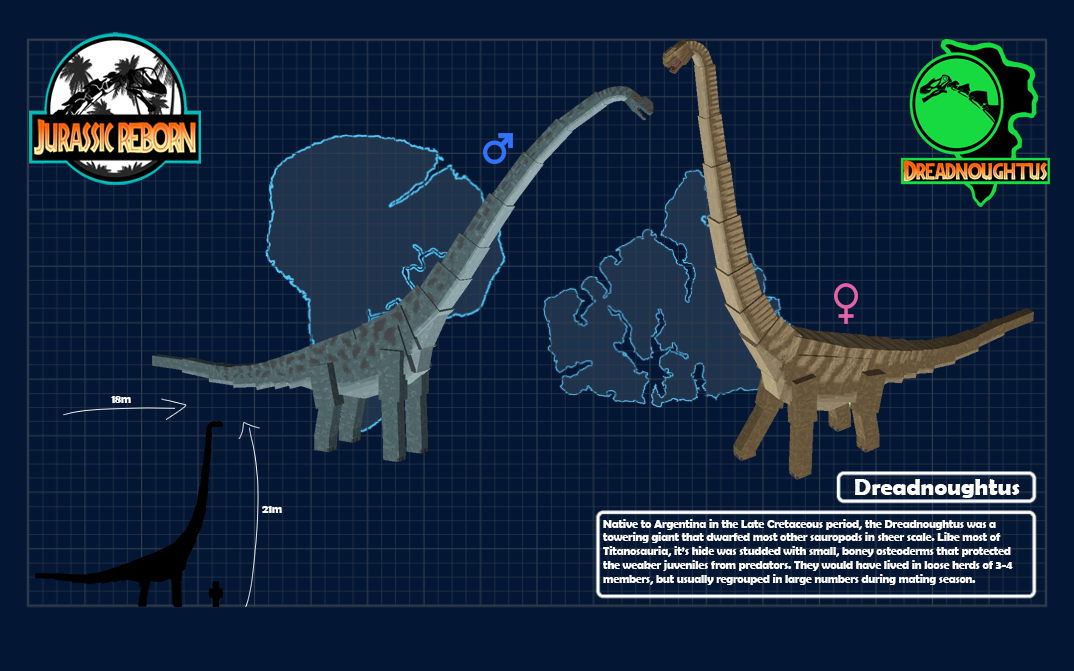 JURASSIC REBORN
DREADNOUGHTUS
18m
21m
Dreadnoughtus
Native to Argentina in the Late Cretaceous period, the Dreadnoughtus was a
towering giant that dwarfed most other sauropods in sheer scale. Like most of
Titanosauria, it's hide was studded with small, boney osteoderms that protected
the weaker juveniles from predators. They would have lived in loose herds of 3-4
members, but usually regrouped in large numbers during mating season.